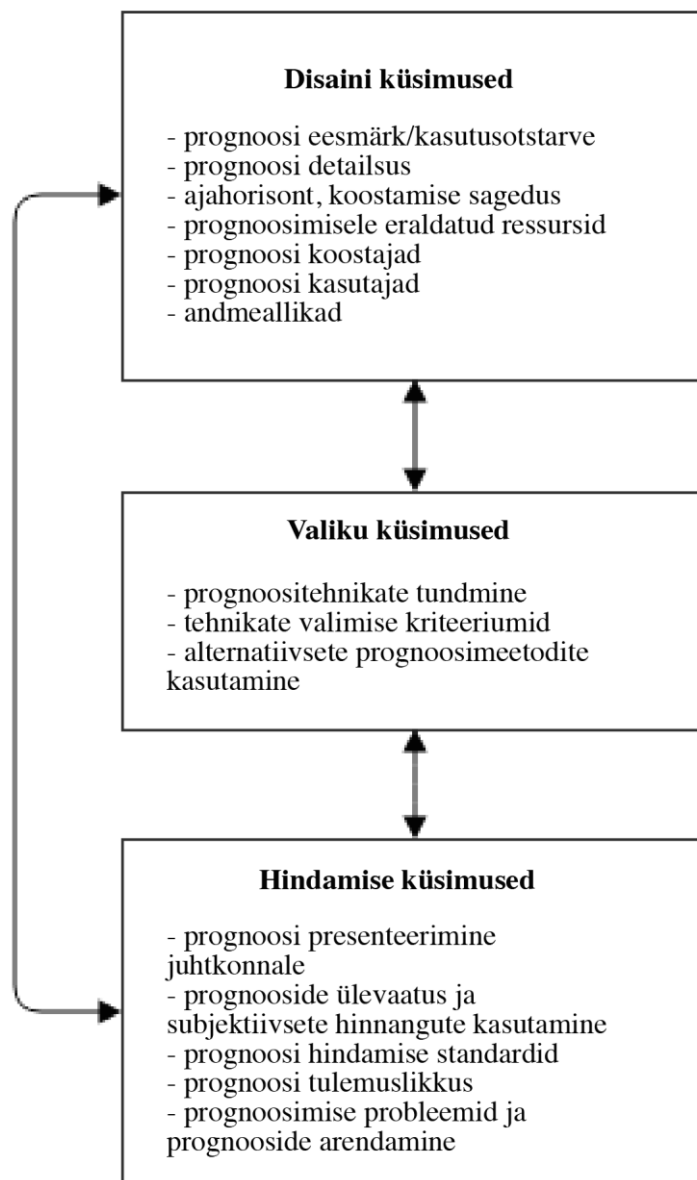 Disaini küsimused
- prognoosi eesmärk/kasutusotstarve
- prognoosi detailsus
- ajahorisont, koostamise sagedus
- prognoosimisele eraldatud ressursid
- prognoosi koostajad
- prognoosi kasutajad
- andmeallikad
Valiku küsimused
- prognoositehnikate tundmine
- tehnikate valimise kriteeriumid
- alternatiivsete prognoosimeetodite
kasutamine
Hindamise küsimused
- prognoosi presenteerimine
juhtkonnale
- prognooside ülevaatus ja
subjektiivsete hinnangute kasutamine
- prognoosi hindamise standardid
- prognoosi tulemuslikkus
- prognoosimise probleemid ja
prognooside arendamine